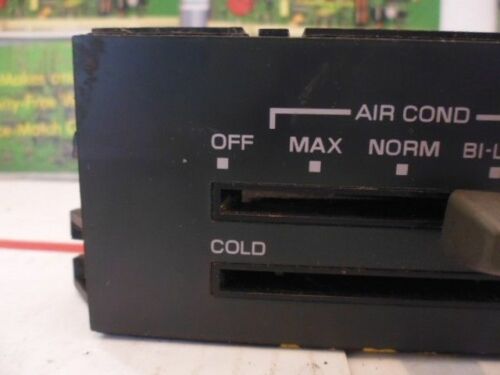 AIR COND
OFF MAX NORM BI-L
COLD